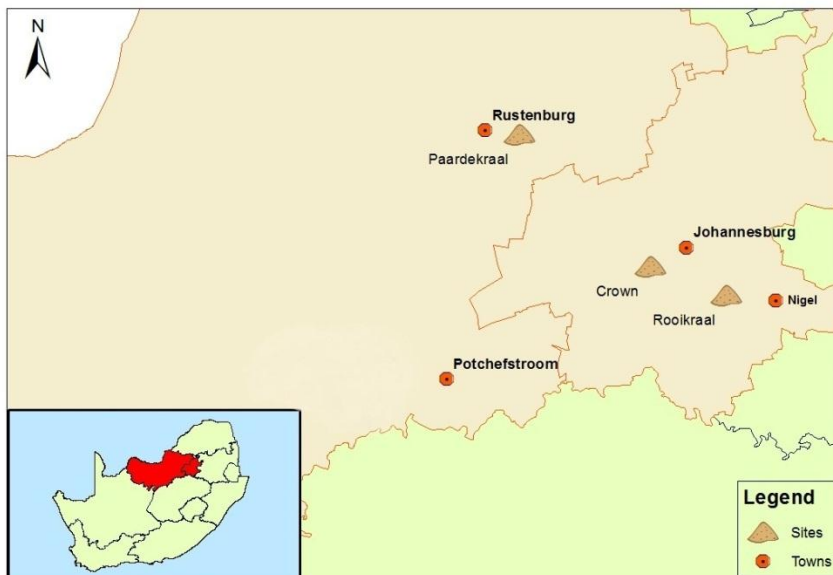 N
Rustenburg
Paardekraal
Johannesburg
Crown
Rooikraal
Nigel
Potchefstroom
Legend
Sites
Towns